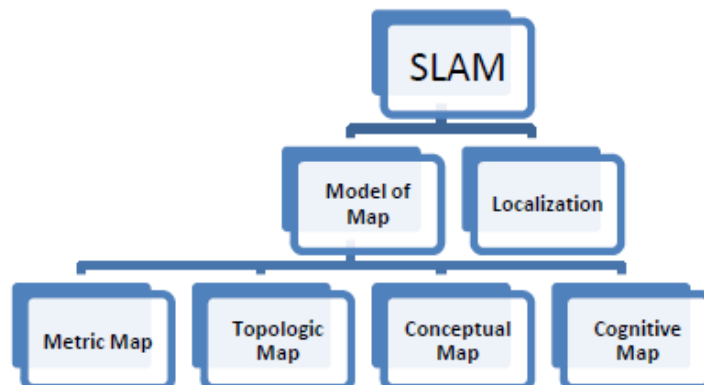 SLAM
Model of
Map
Localization
Metric Map
Topologic
Map
Conceptual
Map
Cognitive
Map